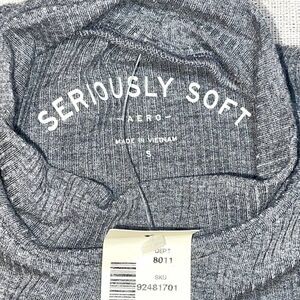 SERIOUSLY SOFT
-AERO-
MADE IN VIETNAM
S
DEPT
8011
SKU
92481701